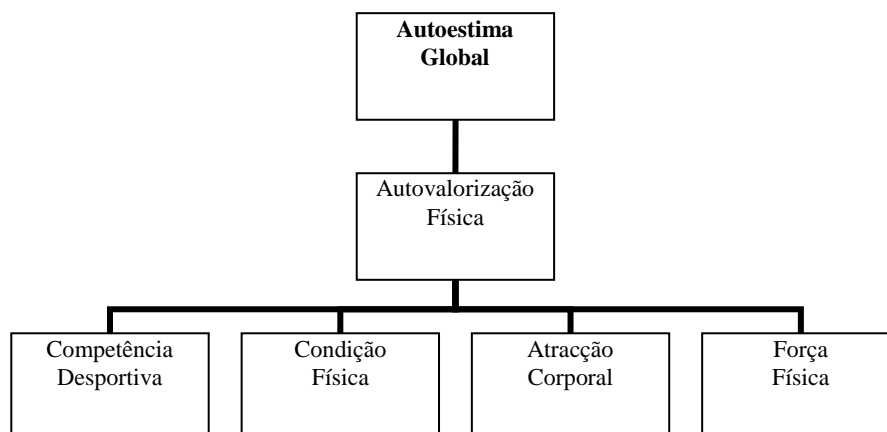 Autoestima
Global
Autovalorização
Física
Competência
Desportiva
Condição
Física
Atracção
Corporal
Força
Física